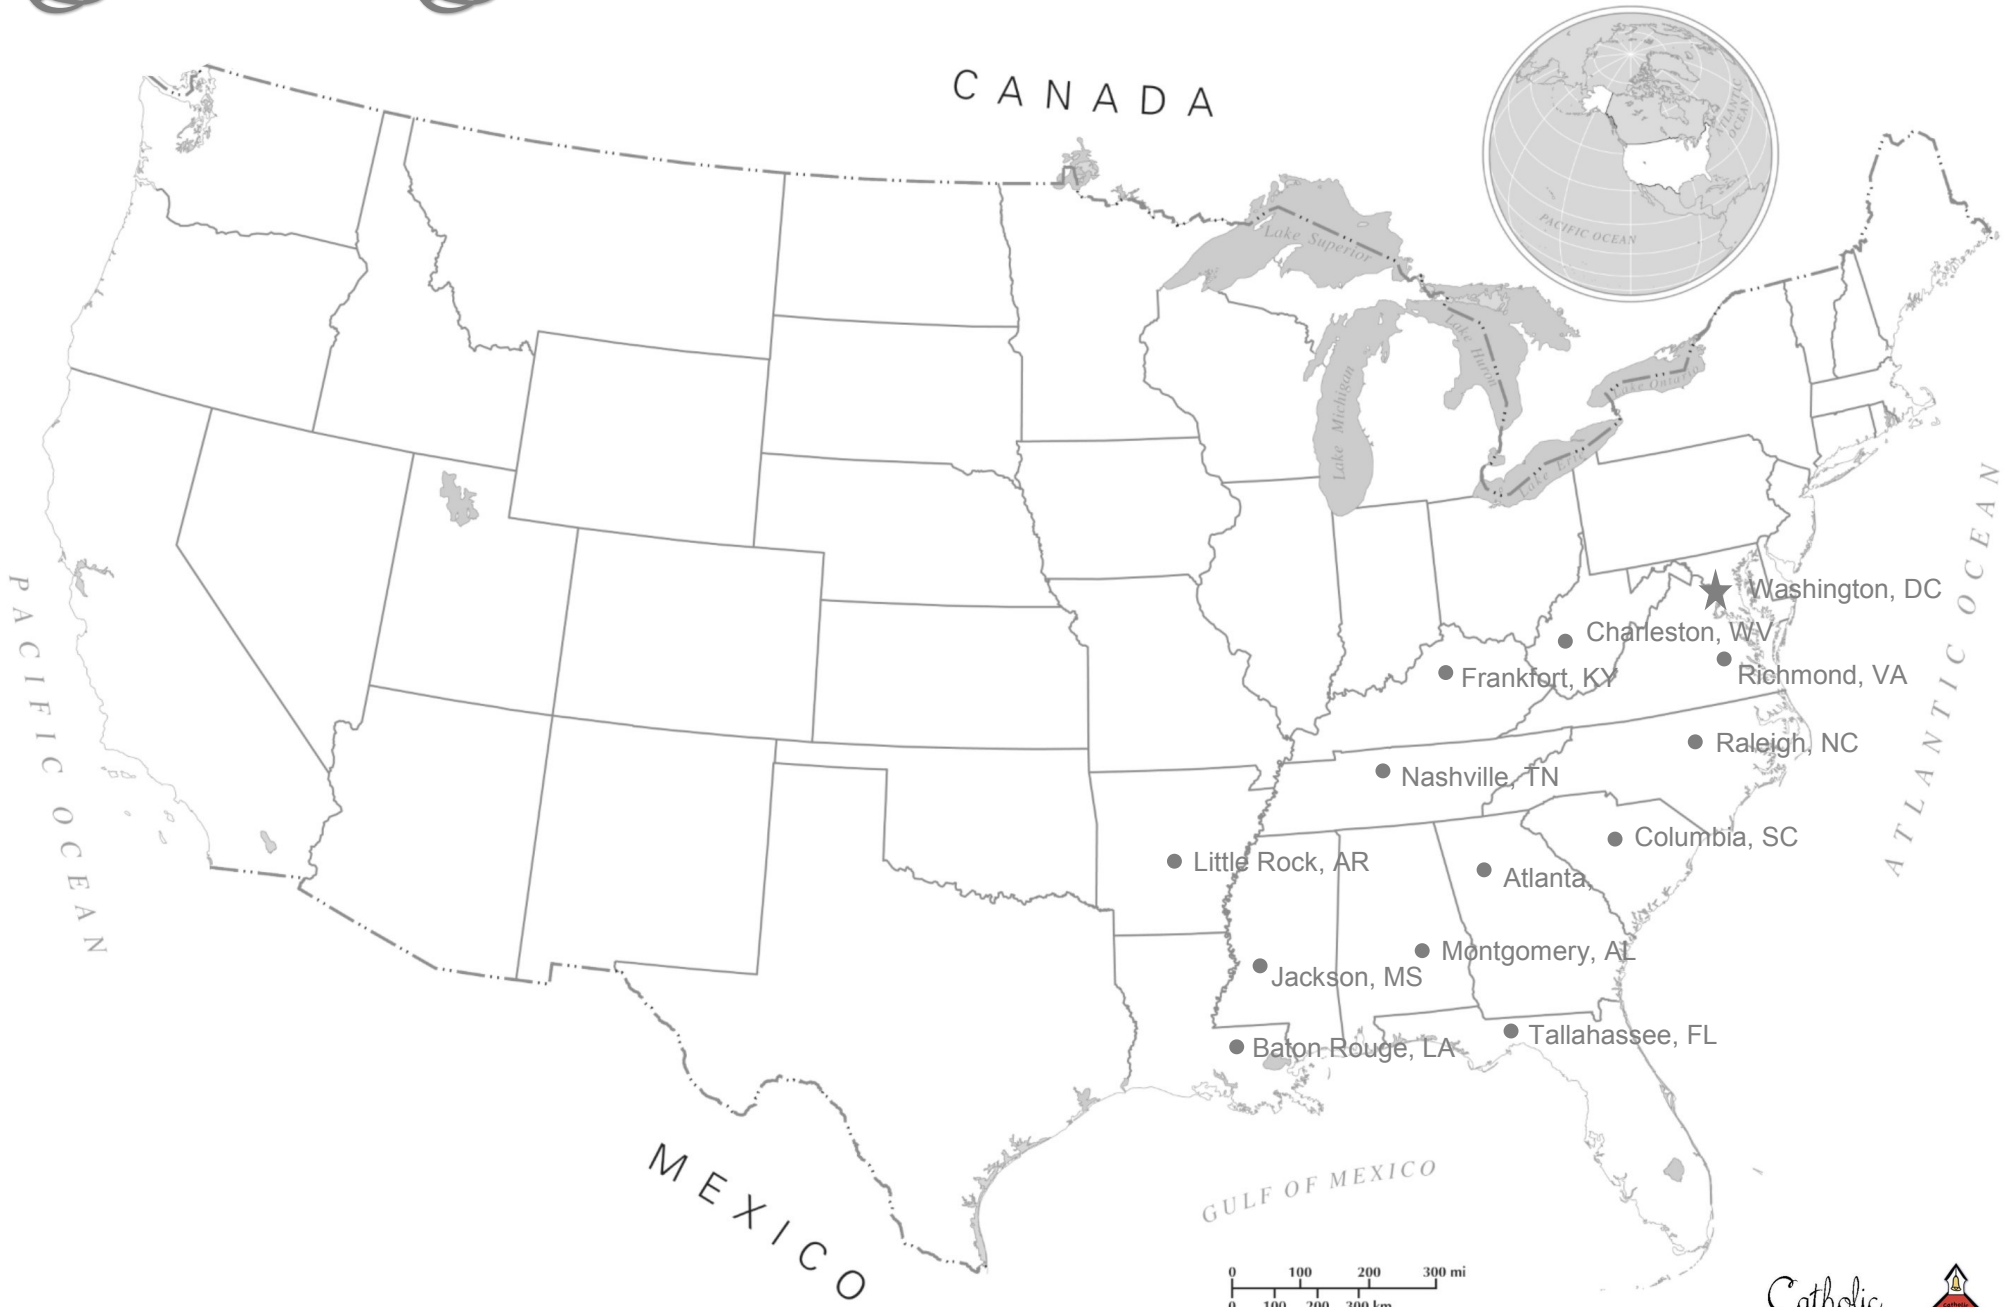 CANADA
ATLANTIC
OCEAN
PACIFIC OCEAN
Lake Superior
Lake Huron
Lake Michigan
Lake Ontario
Lake Erie
PACIFIC OCEAN
ATLANTIC OCEAN
Washington, DC
Charleston, WV
Richmond, VA
Frankfort, KY
Raleigh, NC
Nashville, TN
Columbia, SC
Little Rock, AR
Atlanta,
Montgomery, AL
Jackson, MS
Tallahassee, FL
Baton Rouge, LA
MEXICO
GULF OF MEXICO
0 100 200 300 mi
0 100 200 300 km
Catholic